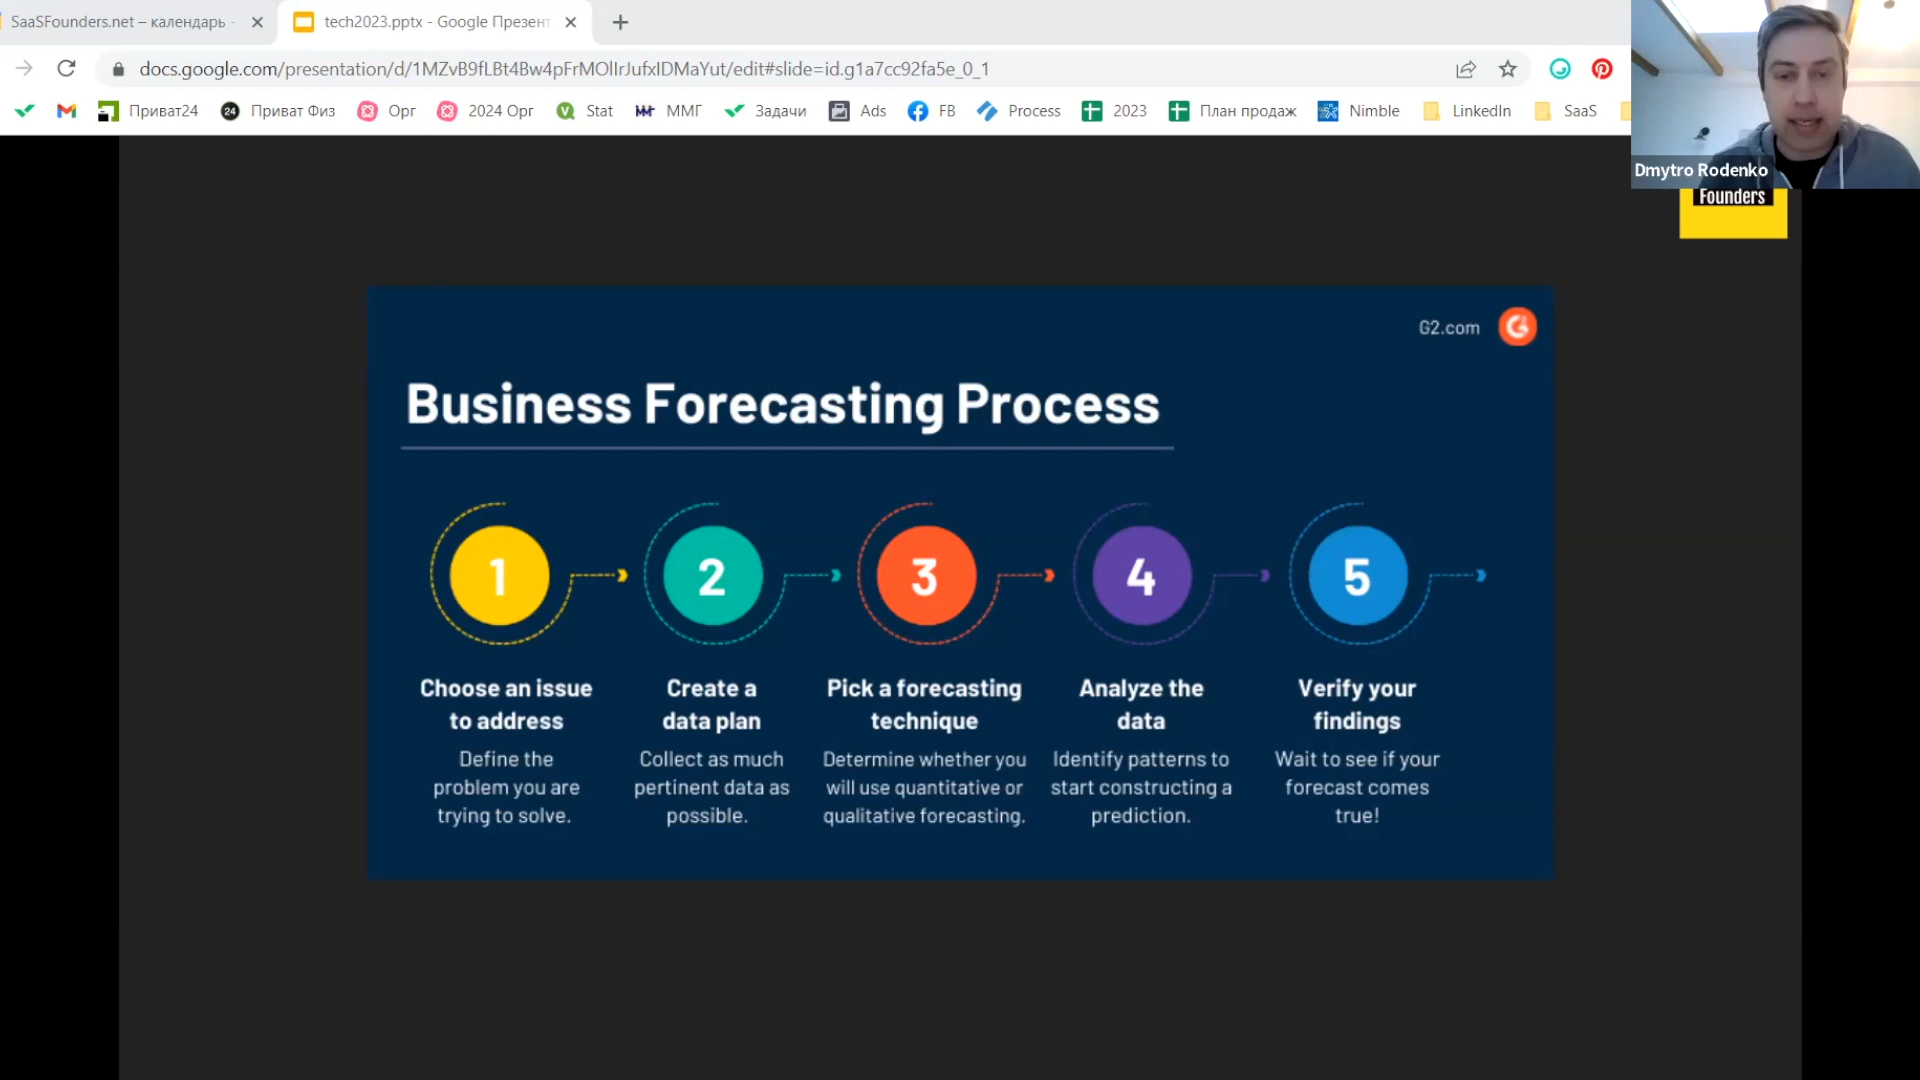 SaaSFounders.net – календарь -
tech2023.pptx - Google Презент
docs.google.com/presentation/d/1MZvB9fLBt4Bw4pFrMOlIrJufxIDMaYut/edit#slide=id.g1a7cc92fa5e_0_1
Приват24
24
Приват Физ
Орг
2024 Орг
Stat
ММГ
Задачи
Ads
FB
Process
2023
План продаж
Nimble
LinkedIn
SaaS
Dmytro Rodenko
Founders
G2.com
Business Forecasting Process
1
2
3
4
5
Choose an issue
to address
Define the
problem you are
trying to solve.
Create a
data plan
Collect as much
pertinent data as
possible.
Pick a forecasting
technique
Determine whether you
will use quantitative or
qualitative forecasting.
Analyze the
data
Identify patterns to
start constructing a
prediction.
Verify your
findings
Wait to see if your
forecast comes
true!